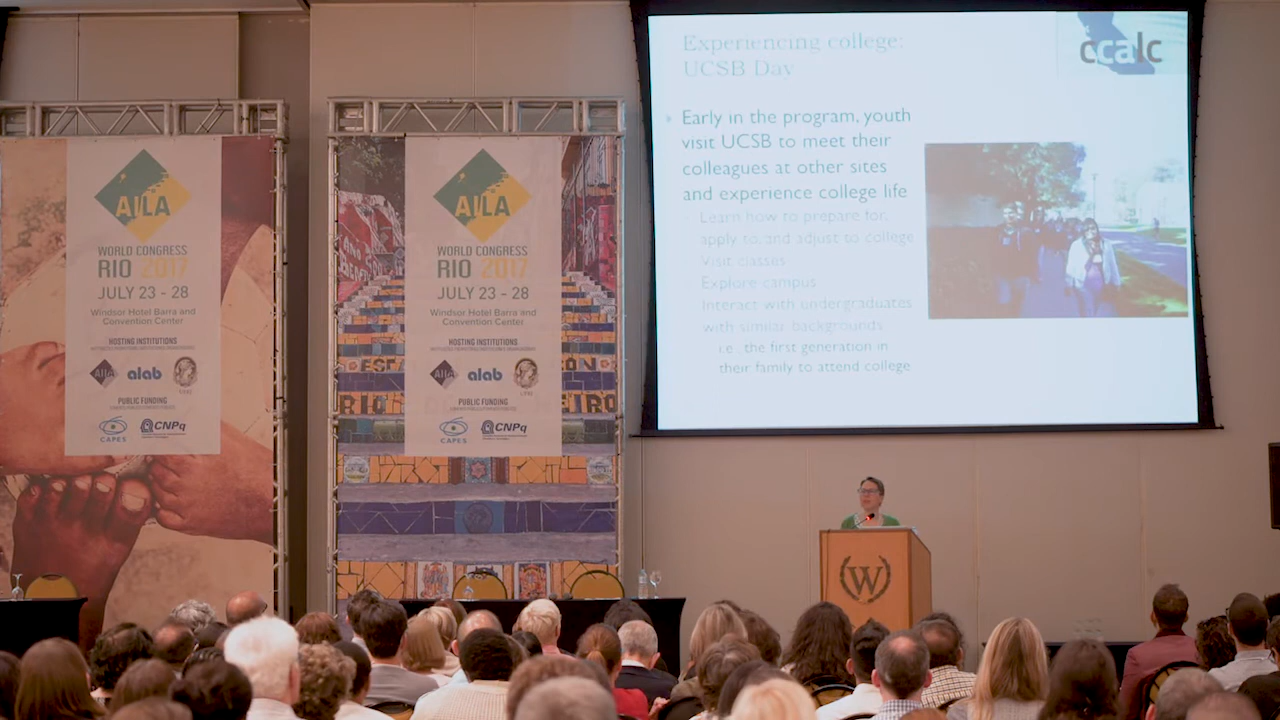 AILA
WORLD CONGRESS
RIO 2017
JULY 23 - 28
Windsor Hotel Barra and
Convention Center
HOSTING INSTITUTIONS
AILA
alab
PUBLIC FUNDING
CAPES
CNPq
AILA
WORLD CONGRESS
RIO 2017
JULY 23 - 28
Windsor Hotel Barra and
Convention Center
HOSTING INSTITUTIONS
AILA
alab
PUBLIC FUNDING
CAPES
CNPq
RIO
Experiencing college:
UCSB Day
ccalc
Early in the program, youth
visit UCSB to meet their
colleagues at other sites
and experience college life
Learn how to prepare for,
apply to, and adjust to college
Visit classes
Explore campus
Interact with undergraduates
with similar backgrounds
i.e., the first generation in
their family to attend college
W